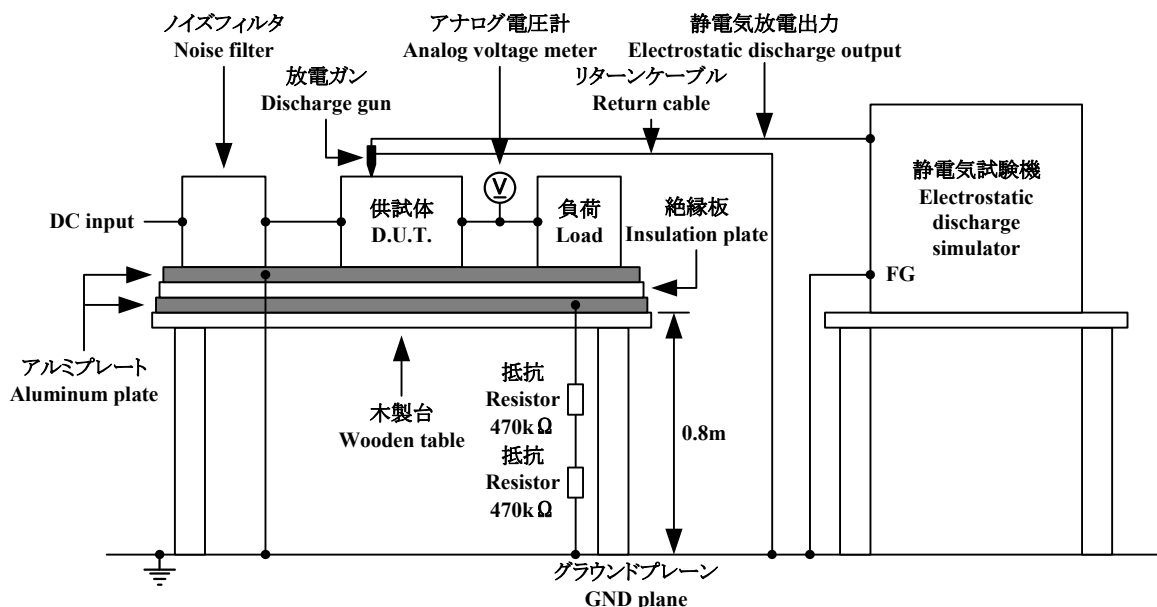 ノイズフィルタ
Noise filter
アナログ電圧計
Analog voltage meter
静電気放電出力
Electrostatic discharge output
放電ガン
Discharge gun
リターンケーブル
Return cable
DC input
供試体
D.U.T.
V
負荷
Load
絶縁板
Insulation plate
静電気試験機
Electrostatic
discharge
simulator
FG
アルミプレート
Aluminum plate
木製台
Wooden table
抵抗
Resistor
470kΩ
抵抗
Resistor
470kΩ
0.8m
グラウンドプレーン
GND plane